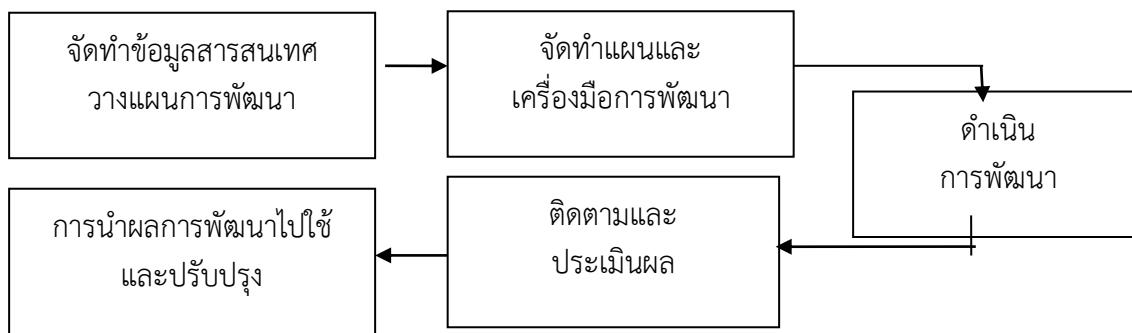 จัดทำข้อมูลสารสนเทศ
วางแผนการพัฒนา
จัดทำแผนและ
เครื่องมือการพัฒนา
ดำเนิน
การพัฒนา
ติดตามและ
ประเมินผล
การนำผลการพัฒนาไปใช้
และปรับปรุง